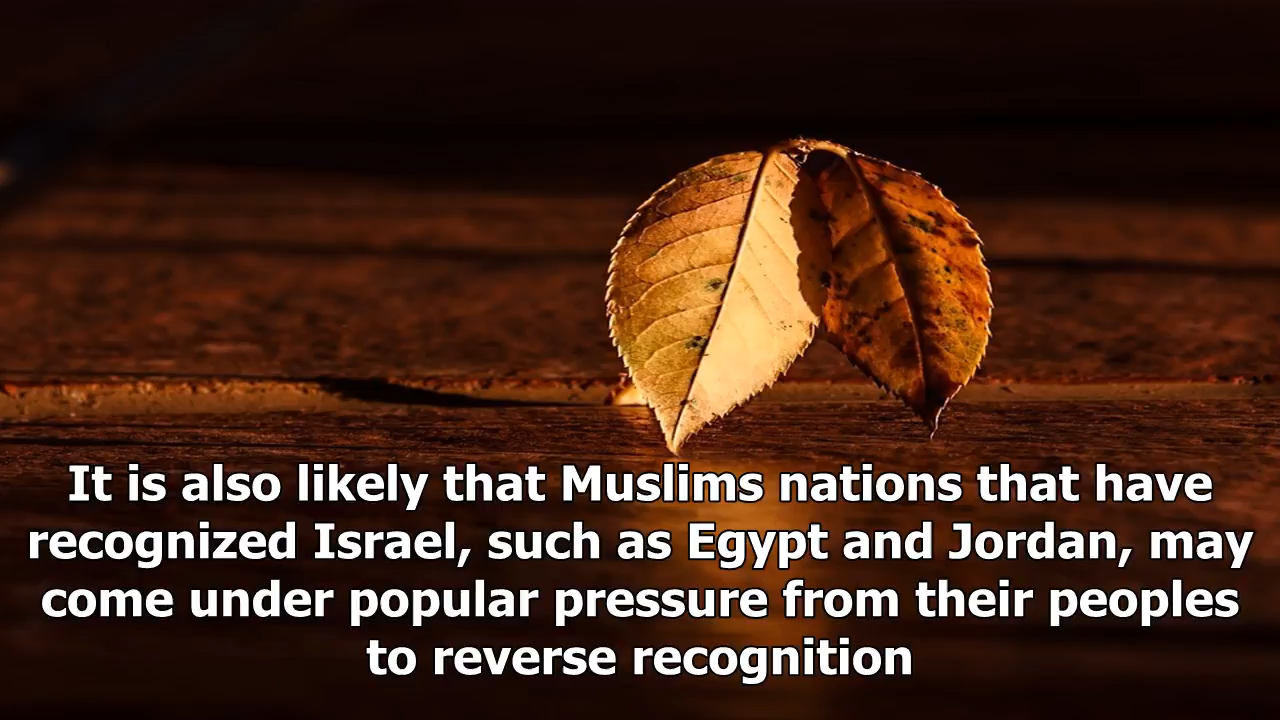 It is also likely that Muslims nations that have
recognized Israel, such as Egypt and Jordan, may
come under popular pressure from their peoples
to reverse recognition